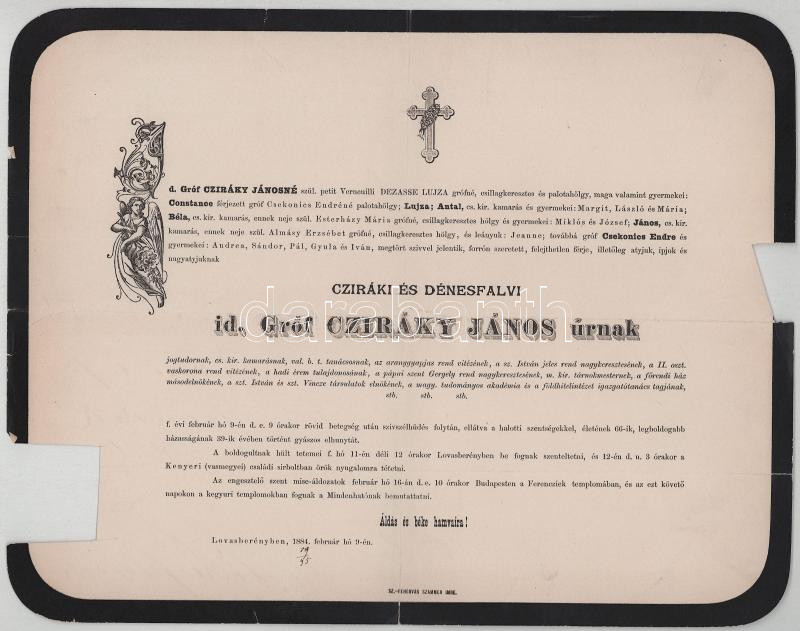 Id. Gróf CZIRÁKY JÁNOSNÉ szül. petit Verneuilli DEZASSE LUJZA grófné, csillagkeresztes és palotahölgy, maga valamint gyermekei:
Constance férjezett gróf Csekonics Endréné palotahölgy; Lujza; Antal, cs. kir. kamarás és gyermekei: Margit, László és Mária;
Béla, cs. kir. kamarás, ennek neje szül. Esterházy Mária grófné, csillagkeresztes hölgy és gyermekei: Miklós és József; János, cs. kir.
kamarás, ennek neje szül. Almásy Erzsébet grófné, csillagkeresztes hölgy, és leányuk: Jeanne; továbbá gróf Csekonics Endre és
gyermekei: Andrea, Sándor, Pál, Gyula és Iván, megtört szivvel jelentik, forrón szeretett, felejthetlen férje, illetőleg atyjuk, ipjok és
nagyatyjuknak
CZIRÁKI ÉS DÉNESFALVI
id. Gróf CZIRÁKY JÁNOS úrnak
darabanth
jogtudornak, cs. kir. kamarásnak, val. b. t. tanácsosnak, az aranygyapjas rend vitézének, a sz. István jeles rend nagykeresztesének, a II. oszt.
vaskorona rend vitézének, a hadi érem tulajdonosának, a pápai szent Gergely rend nagykeresztesének, m. kir. tárnokmesternek, a főrendi ház
másodelnökének, a szt. István és szt. Vincze társulatok elnökének, a magy. tudományos akadémia és a földhitelintézet igazgatótanács tagjának,
stb. stb. stb.
f. évi február hó 9-én d. e. 9 órakor rövid betegség után szivszélhüdés folytán, ellátva a halotti szentségekkel, életének 66-ik, legboldogabb
házasságának 39-ik évében történt gyászos elhunytát.
A boldogultnak hült tetemei f. hó 11-én déli 12 órakor Lovasberényben be fognak szenteltetni, és 12-én d. u. 3 órakor a
Kenyeri (vasmegyei) családi sirboltban örök nyugalomra tétetni.
Az engesztelő szent mise-áldozatok február hó 16-án d. e. 10 órakor Budapesten a Ferencziek templomában, és az ezt követő
napokon a kegyuri templomokban fognak a Mindenhatónak bemutattatni.
Áldás és béke hamvaira!
Lovasberényben, 1884. február hó 9-én.
SZ.-FEHÉRVÁR SZAMMER IMRE.